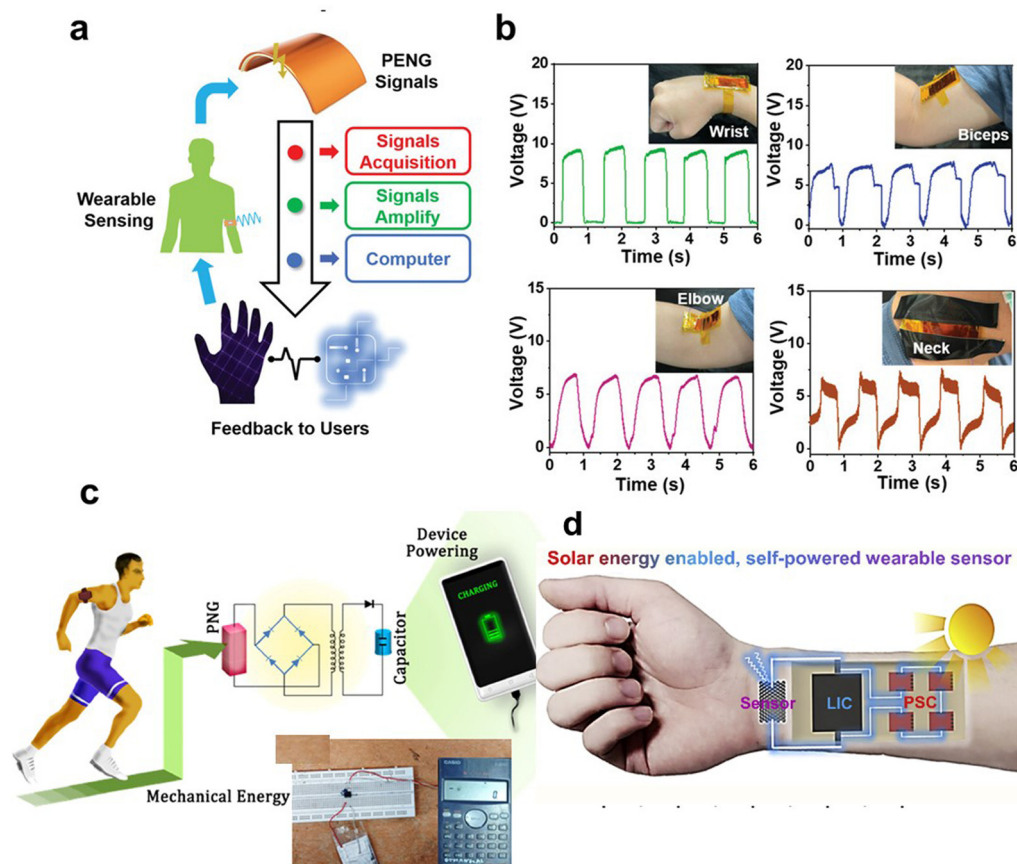 a
PENG
Signals
Signals
Acquisition
Signals
Amplify
Computer
Wearable
Sensing
Feedback to Users
b
Voltage (V)
20
15
10
5
0
0 1 2 3 4 5 6
Time (s)
Wrist
Voltage (V)
20
15
10
5
0
0 1 2 3 4 5 6
Time (s)
Biceps
Voltage (V)
15
10
5
0
0 1 2 3 4 5 6
Time (s)
Elbow
Voltage (V)
15
10
5
0
0 1 2 3 4 5 6
Time (s)
Neck
c
Device
Powering
CHARGING
PNG
Capacitor
Mechanical Energy
CASIO
0
d
Solar energy enabled, self-powered wearable sensor
Sensor
LIC
PSC